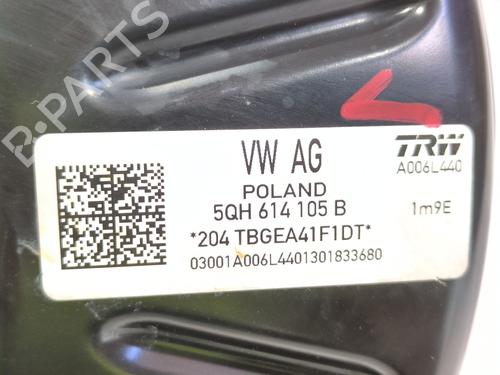 B-PARTS
VW AG
POLAND
5QH 614 105 B
*204 TBGEA41F1DT*
03001A006L4401301833680
TRW
A006L440
1m9E